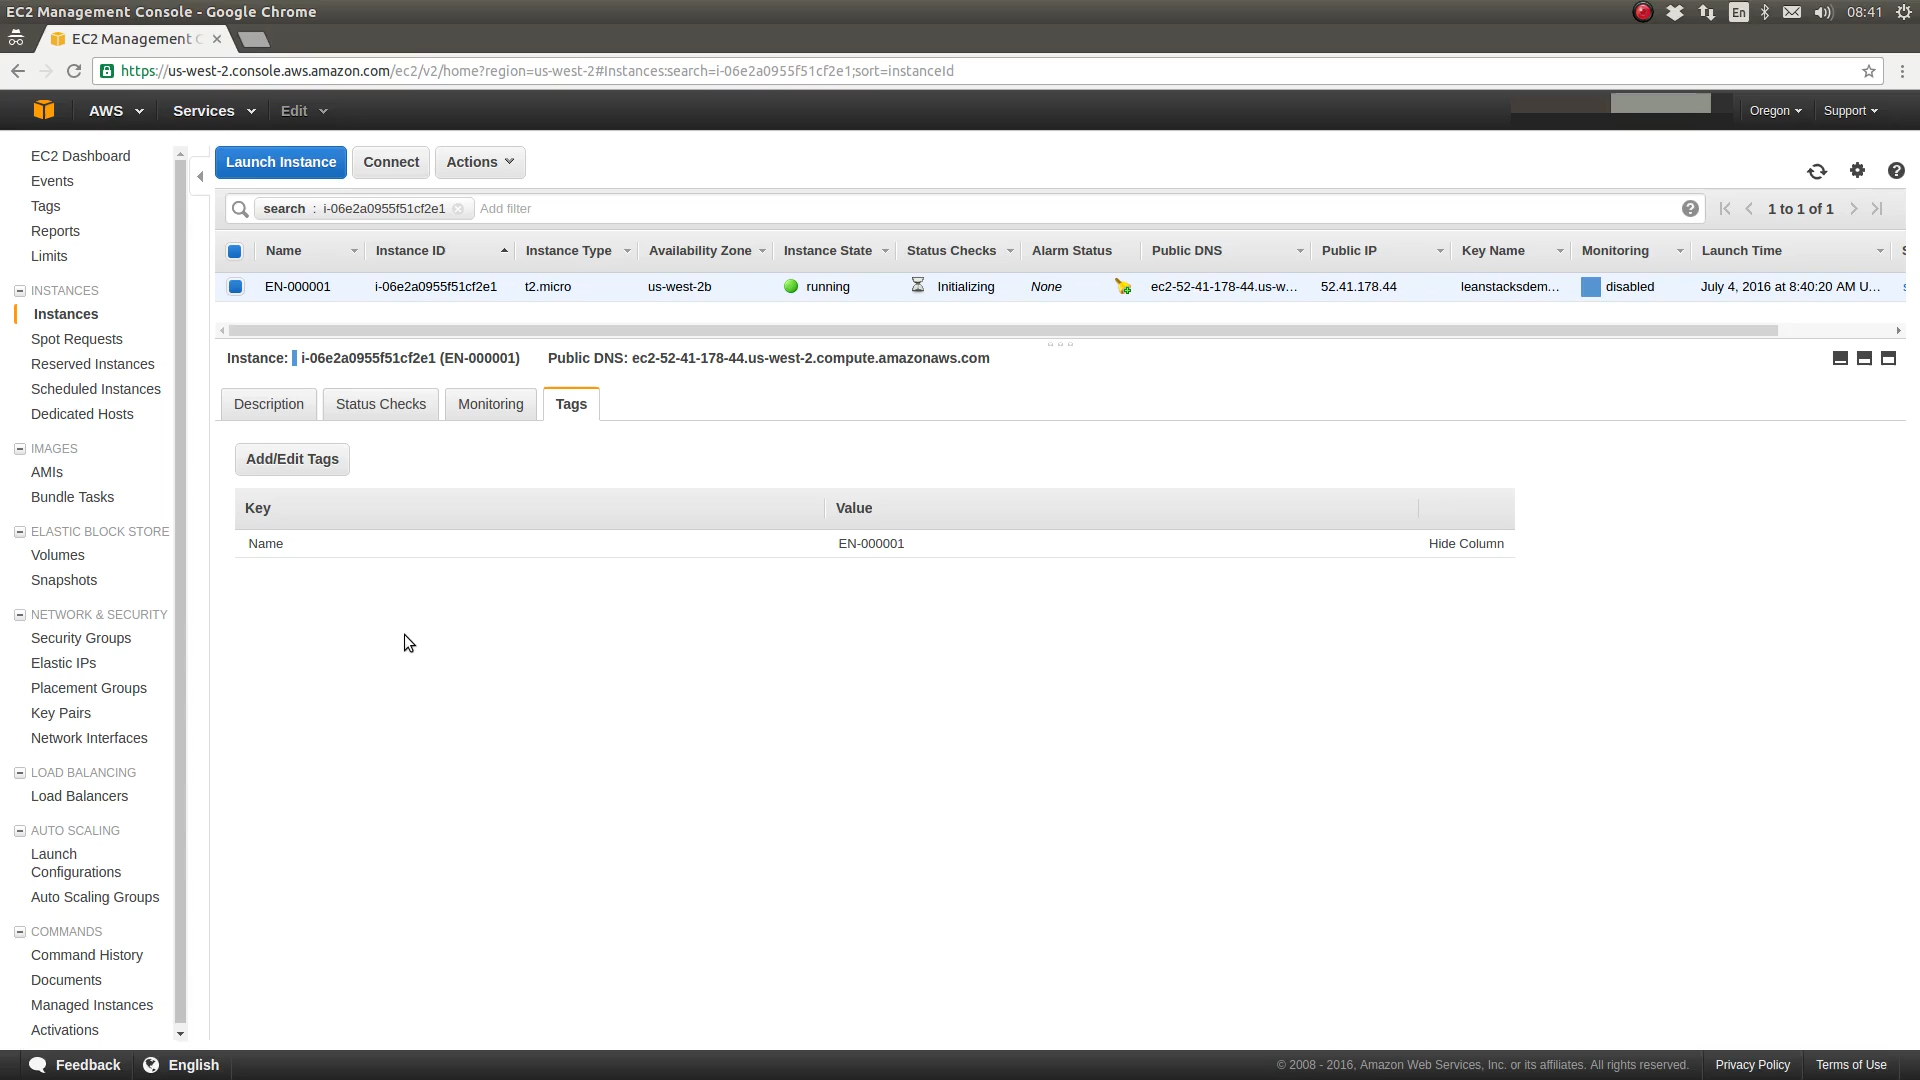 EC2 Management Console - Google Chrome
En
08:41
EC2 Management C
https://us-west-2.console.aws.amazon.com/ec2/v2/home?region=us-west-2#Instances:search=i-06e2a0955f51cf2e1;sort=instanceId
AWS Services Edit
Oregon Support
EC2 Dashboard
Events
Tags
Reports
Limits
INSTANCES
Instances
Spot Requests
Reserved Instances
Scheduled Instances
Dedicated Hosts
IMAGES
AMIs
Bundle Tasks
ELASTIC BLOCK STORE
Volumes
Snapshots
NETWORK & SECURITY
Security Groups
Elastic IPs
Placement Groups
Key Pairs
Network Interfaces
LOAD BALANCING
Load Balancers
AUTO SCALING
Launch
Configurations
Auto Scaling Groups
COMMANDS
Command History
Documents
Managed Instances
Activations
Launch Instance Connect Actions
search : i-06e2a0955f51cf2e1 Add filter
1 to 1 of 1
Name Instance ID Instance Type Availability Zone Instance State Status Checks Alarm Status Public DNS Public IP Key Name Monitoring Launch Time
EN-000001 i-06e2a0955f51cf2e1 t2.micro us-west-2b running Initializing None ec2-52-41-178-44.us-w... 52.41.178.44 leanstacksdem... disabled July 4, 2016 at 8:40:20 AM U...
Instance: i-06e2a0955f51cf2e1 (EN-000001) Public DNS: ec2-52-41-178-44.us-west-2.compute.amazonaws.com
Description Status Checks Monitoring Tags
Add/Edit Tags
Key Value
Name EN-000001 Hide Column
Feedback English
© 2008 - 2016, Amazon Web Services, Inc. or its affiliates. All rights reserved. Privacy Policy Terms of Use